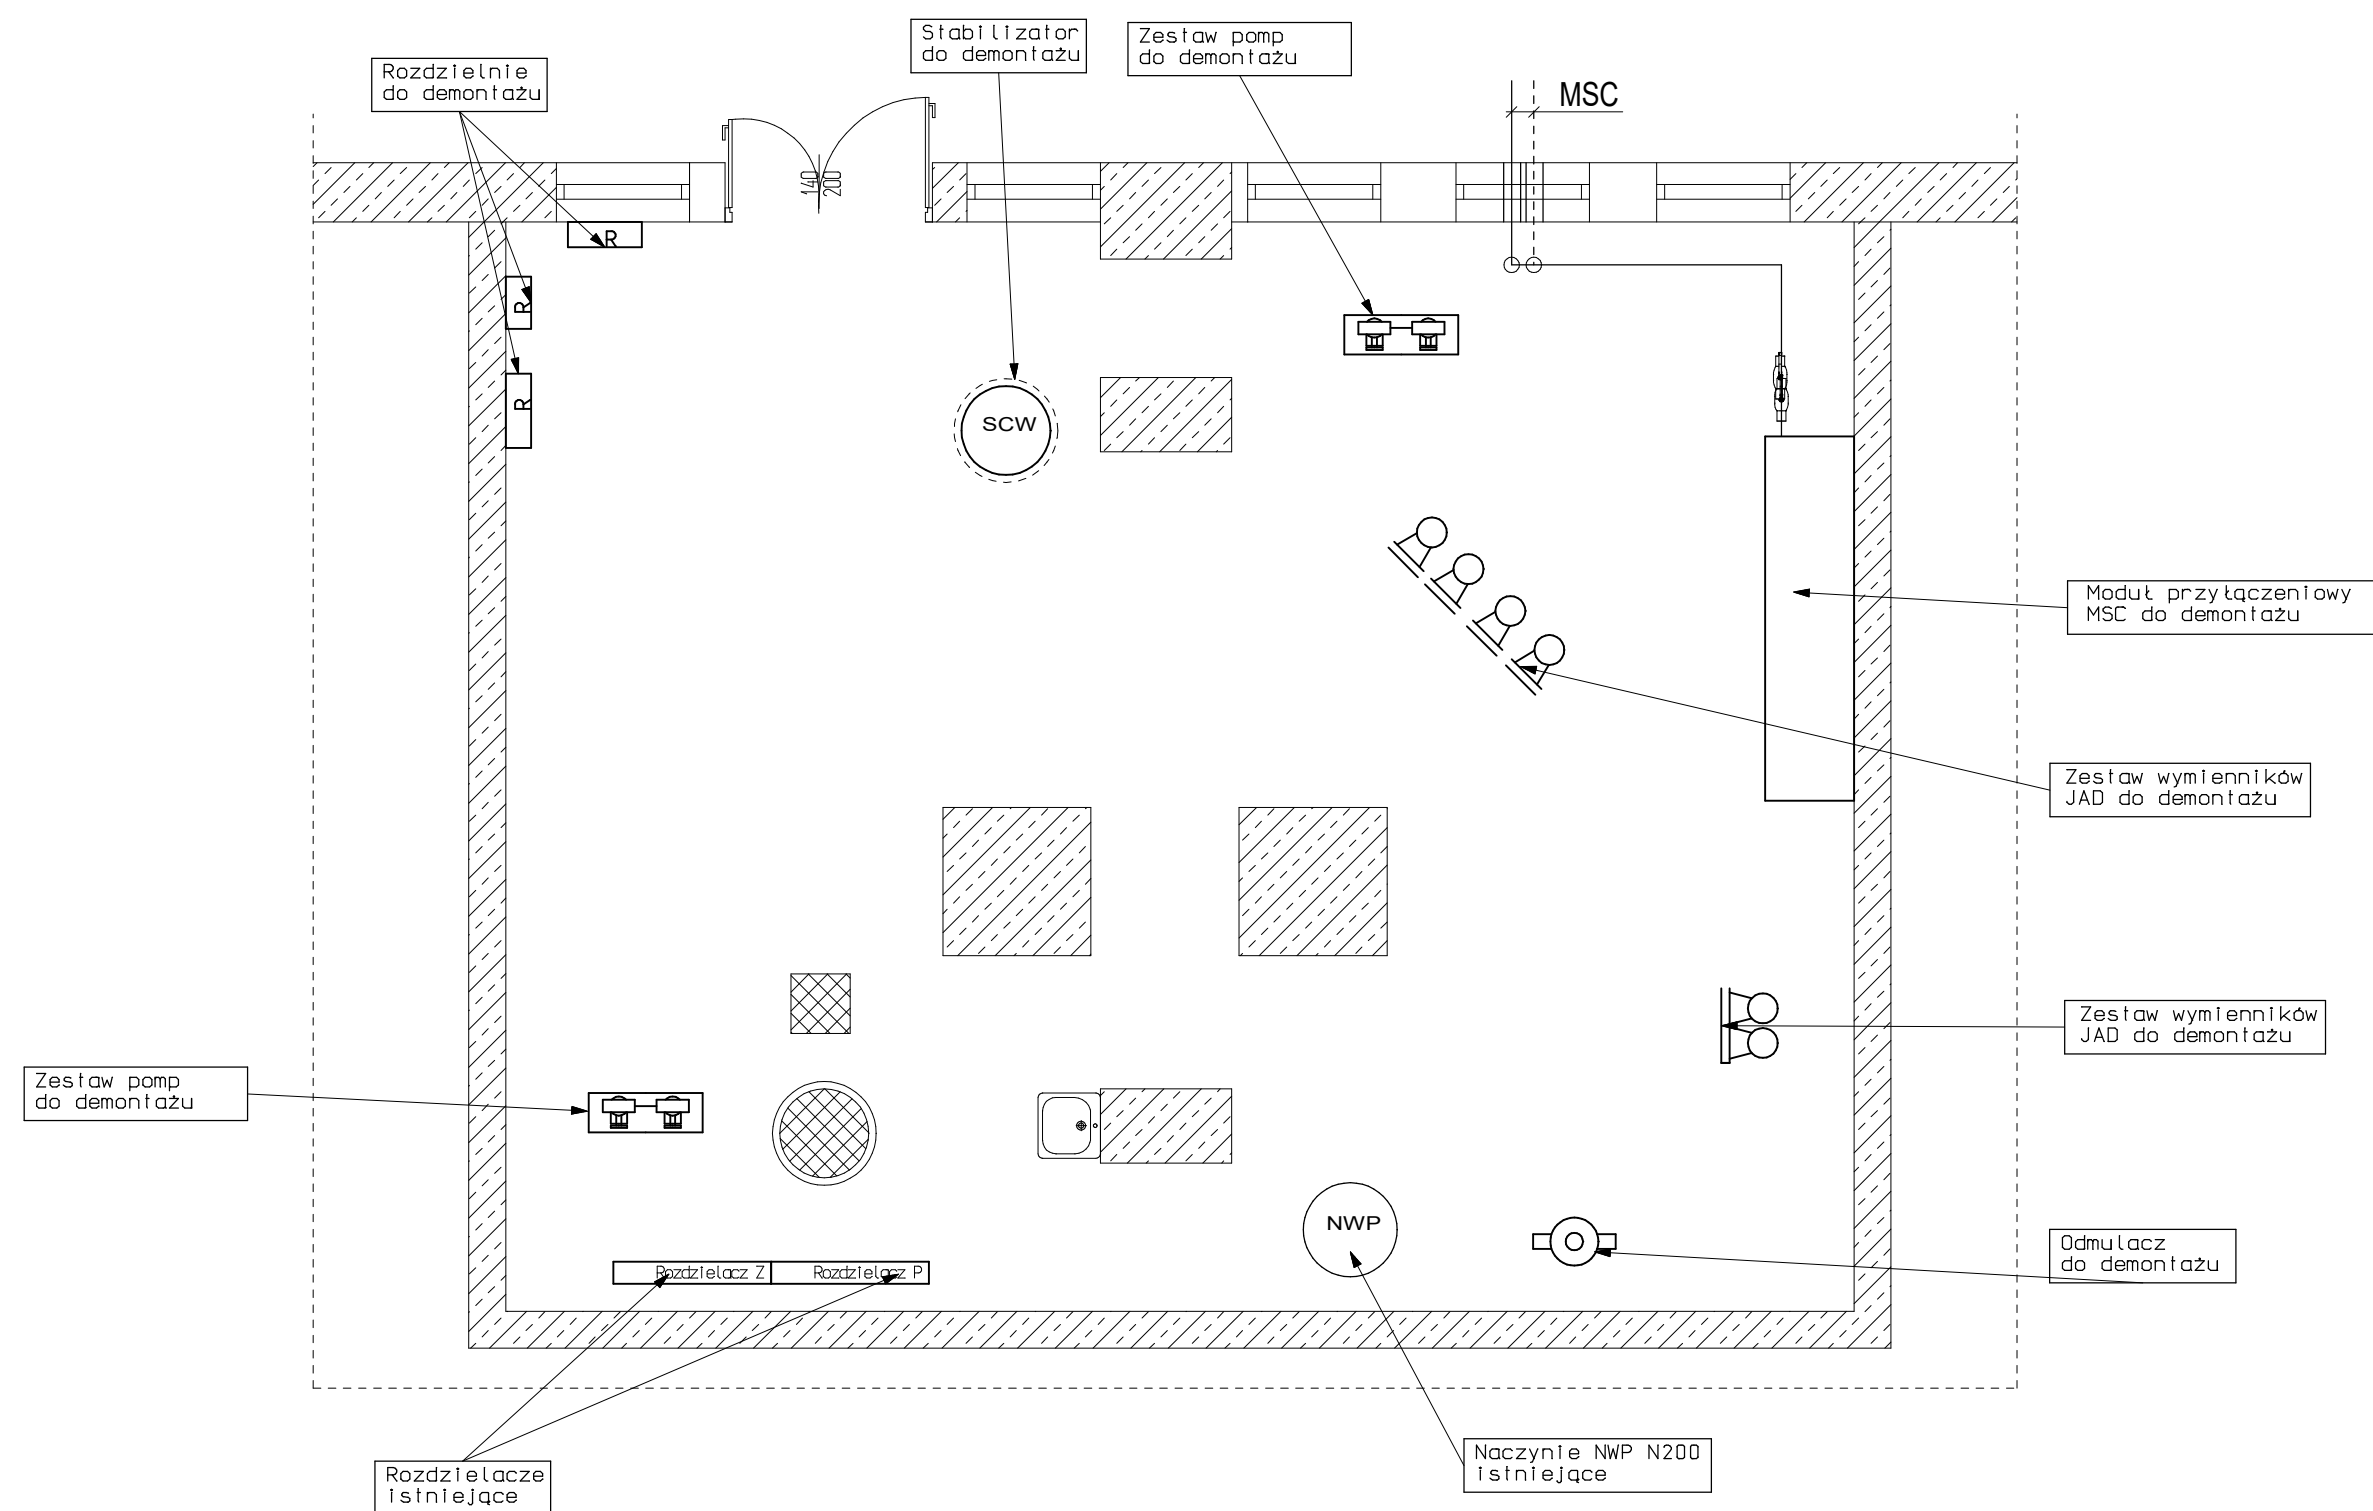 Stabilizator
do demontażu
Zestaw pomp
do demontażu
Rozdzielnie
do demontażu
MSC
140
200
R
R
R
SCW
Moduł przyłączeniowy
MSC do demontażu
Zestaw wymienników
JAD do demontażu
Zestaw wymienników
JAD do demontażu
Zestaw pomp
do demontażu
NWP
Odmulacz
do demontażu
Rozdzielacz Z
Rozdzielacz P
Naczynie NWP N200
istniejące
Rozdzielacze
istniejące